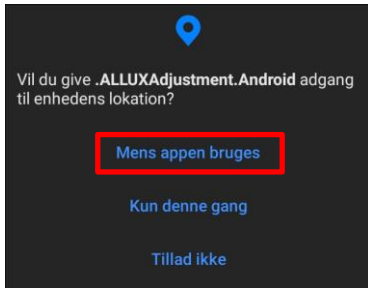 Vil du give .ALLUXAdjustment.Android adgang
til enhedens lokation?
Mens appen bruges
Kun denne gang
Tillad ikke